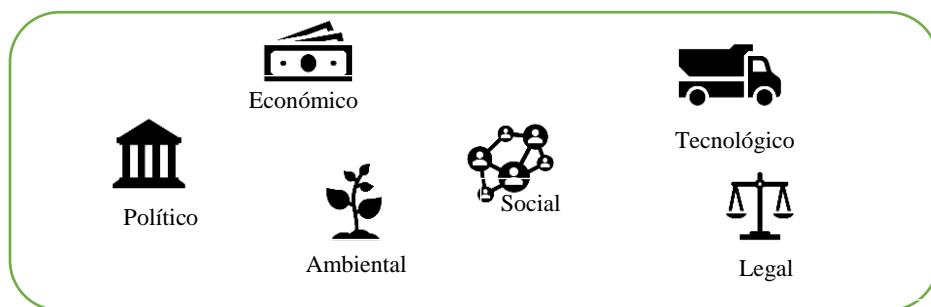 Económico
Tecnológico
Político
Social
Ambiental
Legal